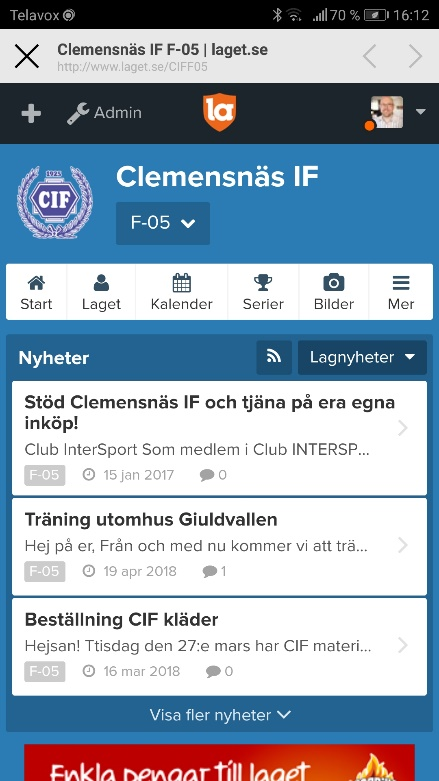 Telavox 70 % 16:12
Clemensnäs IF F-05 | laget.se
http://www.laget.se/CIFF05
Admin
la
1925
CIF
Clemensnäs IF
F-05
Start Laget Kalender Serier Bilder Mer
Nyheter
Lagnyheter
Stöd Clemensnäs IF och tjäna på era egna
inköp!
Club InterSport Som medlem i Club INTERSP...
F-05 15 jan 2017 0
Träning utomhus Giuldvallen
Hej på er, Från och med nu kommer vi att trä...
F-05 19 apr 2018 1
Beställning CIF kläder
Hejsan! Ttisdag den 27:e mars har CIF materi...
F-05 16 mar 2018 0
Visa fler nyheter
Enkla pengar till laget